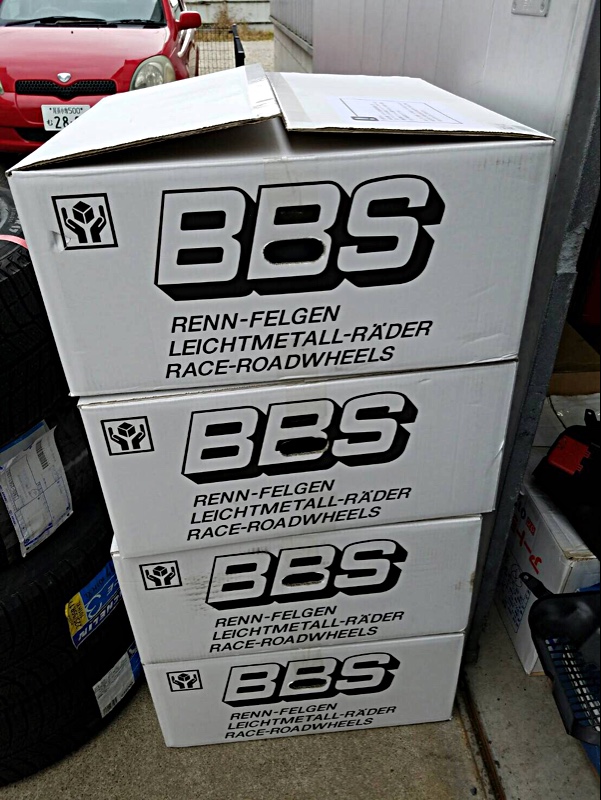 28
BBS
RENN-FELGEN
LEICHTMETALL-RÄDER
RACE-ROADWHEELS
BBS
RENN-FELGEN
LEICHTMETALL-RÄDER
RACE-ROADWHEELS
BBS
RENN-FELGEN
LEICHTMETALL-RÄDER
RACE-ROADWHEELS
BBS
RENN-FELGEN
LEICHTMETALL-RÄDER
RACE-ROADWHEELS